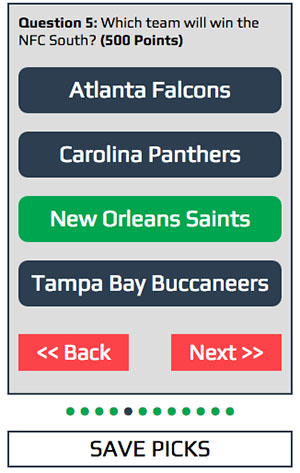 Question 5: Which team will win the
NFC South? (500 Points)
Atlanta Falcons
Carolina Panthers
New Orleans Saints
Tampa Bay Buccaneers
<< Back
Next >>
SAVE PICKS